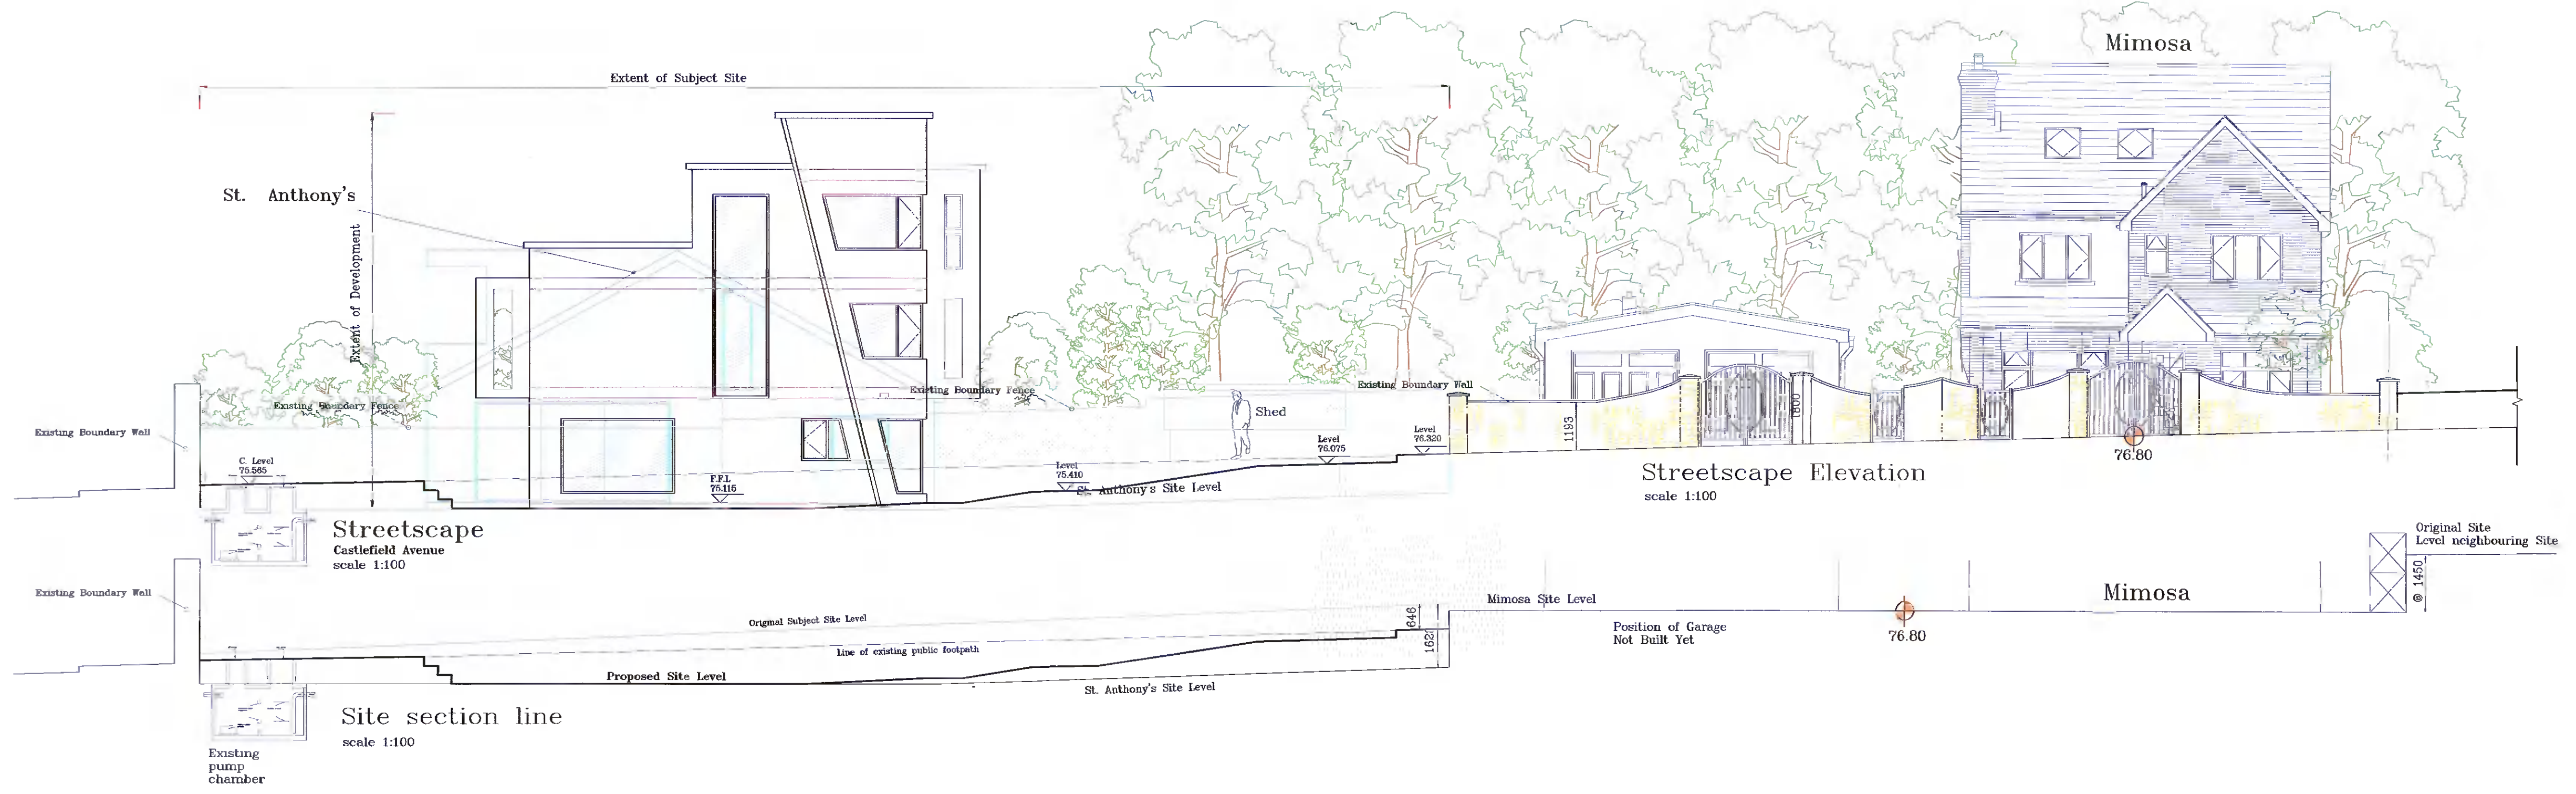 Mimosa
Extent of Subject Site
St. Anthony's
Extent of Development
Existing Boundary Fence
Existing Boundary Wall
Existing Boundary Fence
Existing Boundary Wall
Shed
1193
1800
C. Level
75.565
F.F.L
75.115
Level
75.410
St. Anthony's Site Level
Level
76.075
Level
76.320
76.80
Streetscape
Castlefield Avenue
scale 1:100
Streetscape Elevation
scale 1:100
Original Site
Level neighbouring Site
@ 1450
Existing Boundary Wall
Original Subject Site Level
Line of existing public footpath
Proposed Site Level
St. Anthony's Site Level
646
Mimosa Site Level
Position of Garage
Not Built Yet
76.80
Mimosa
Site section line
scale 1:100
Existing
pump
chamber